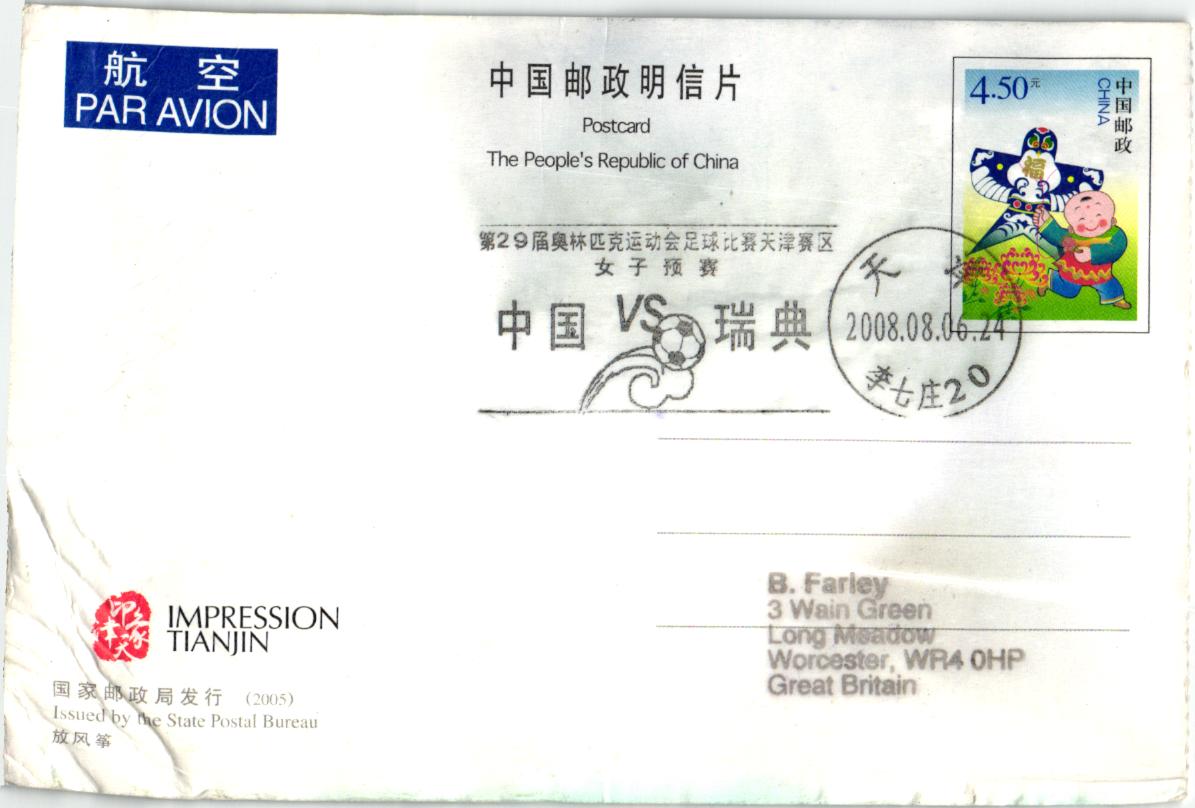 航 空
PAR AVION
中国邮政明信片
Postcard
The People's Republic of China
4.50元
中国邮政
CHINA
福
第29届奥林匹克运动会足球比赛天津赛区
女子预赛
中国 VS 瑞典
天
2008.08.06.24
李七庄20
B. Farley
3 Wain Green
Long Meadow
Worcester, WR4 0HP
Great Britain
印象
天津
IMPRESSION
TIANJIN
国家邮政局发行 (2005)
Issued by the State Postal Bureau
放风筝